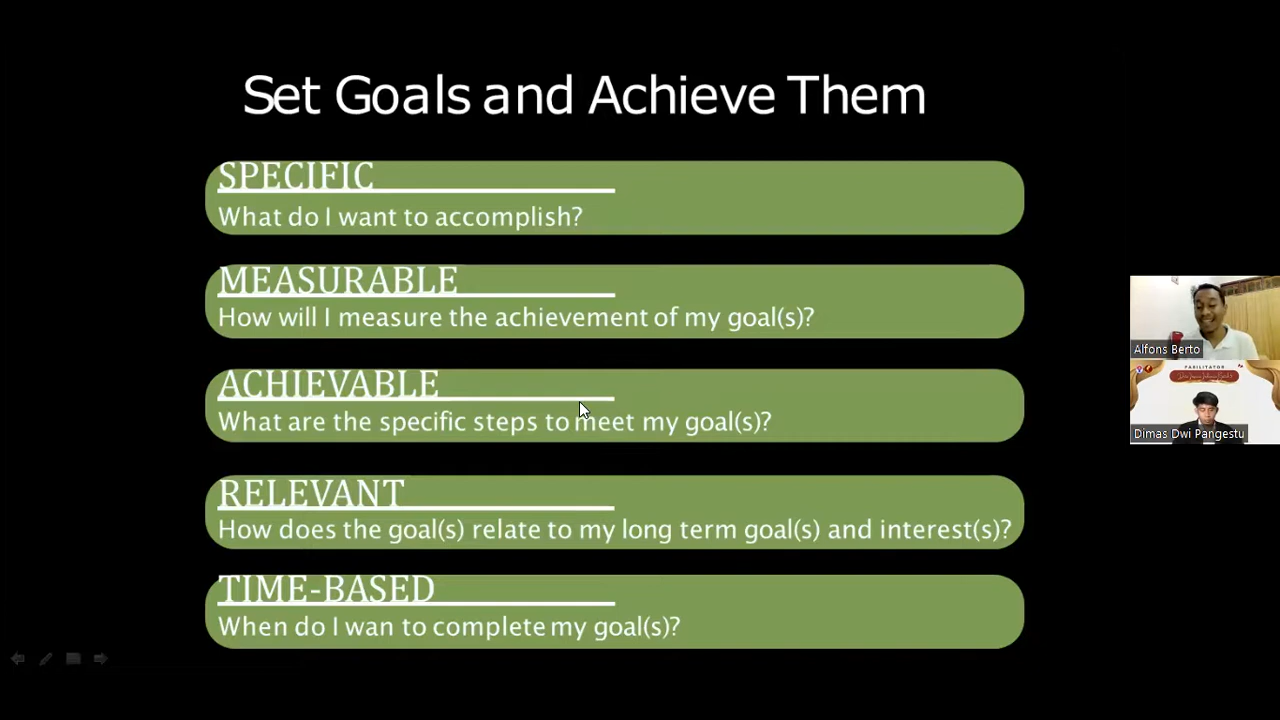 Set Goals and Achieve Them
SPECIFIC
What do I want to accomplish?
MEASURABLE
How will I measure the achievement of my goal(s)?
ACHIEVABLE
What are the specific steps to meet my goal(s)?
RELEVANT
How does the goal(s) relate to my long term goal(s) and interest(s)?
TIME-BASED
When do I wan to complete my goal(s)?
Alfons Berto
FASILITATOR
Dimas Dwi Pangestu